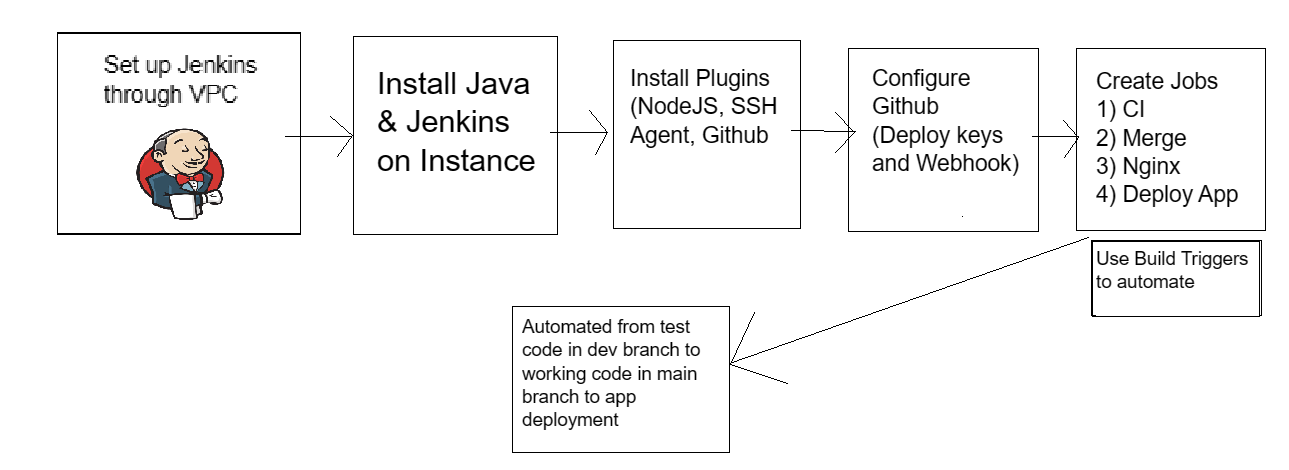 Set up Jenkins
through VPC
Install Java
& Jenkins
on Instance
Install Plugins
(NodeJS, SSH
Agent, Github
Configure
Github
(Deploy keys
and Webhook)
Create Jobs
1) CI
2) Merge
3) Nginx
4) Deploy App
Use Build Triggers
to automate
Automated from test
code in dev branch to
working code in main
branch to app
deployment